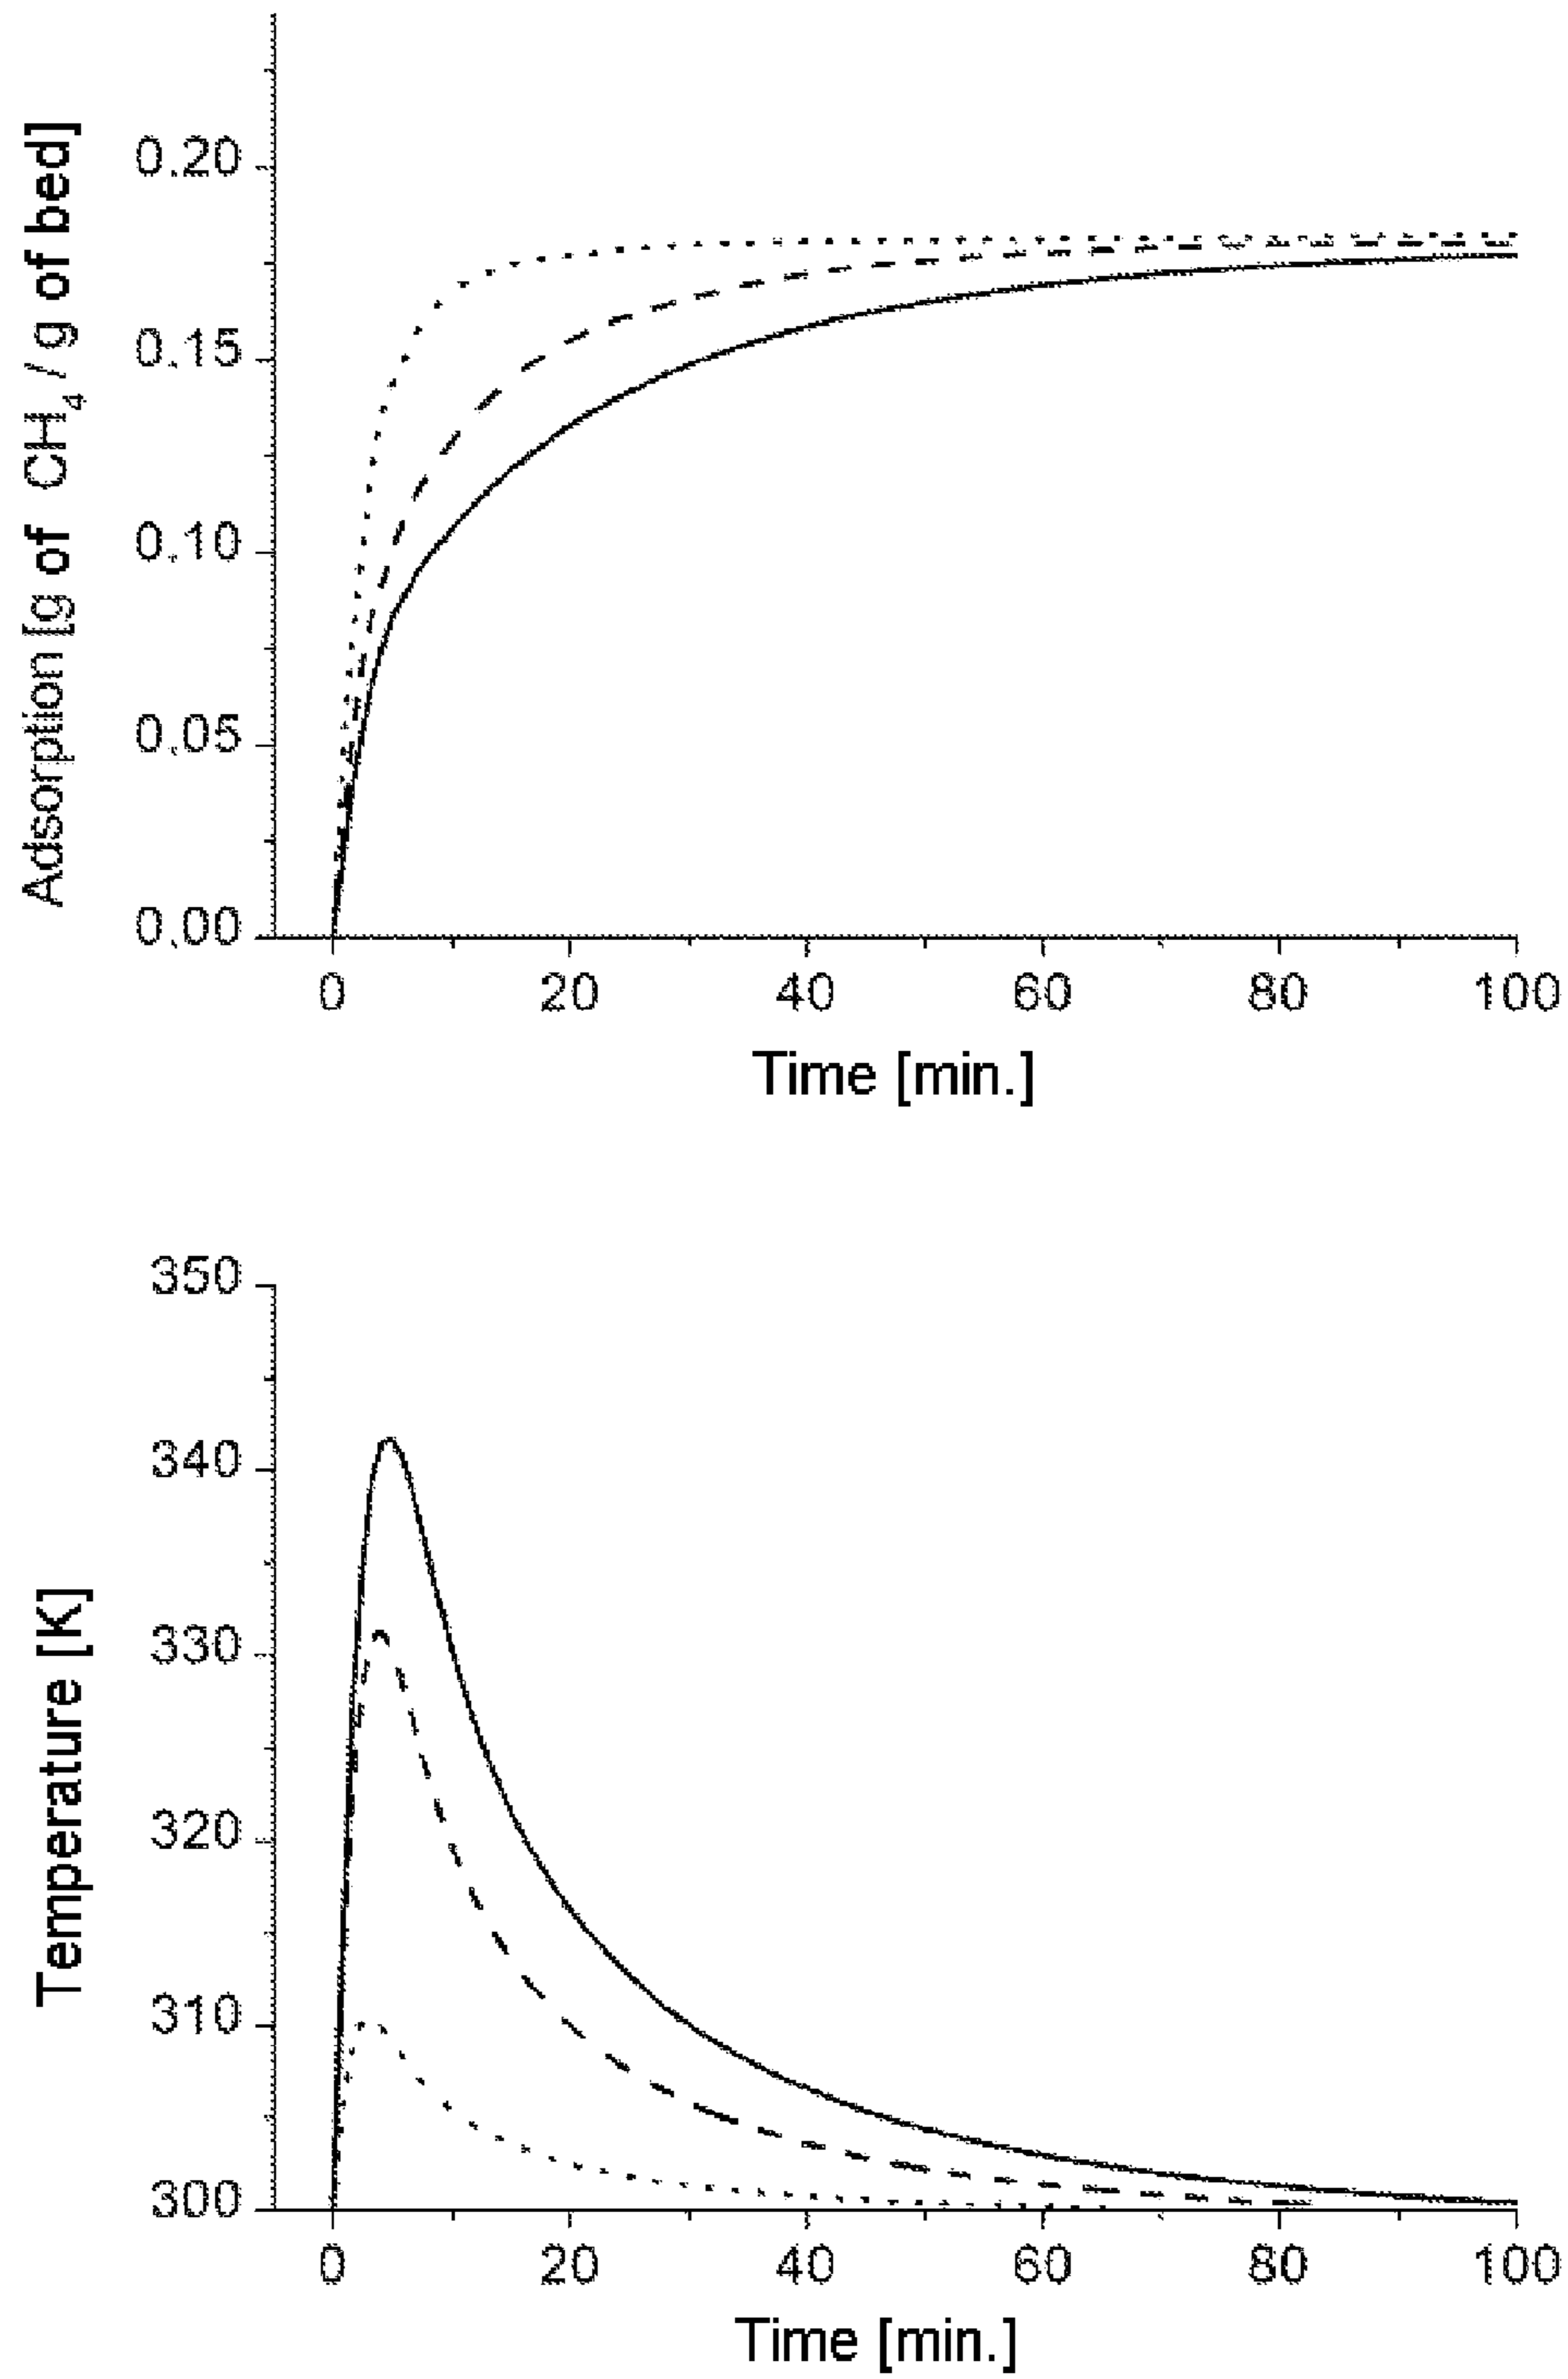 Adsorption [g of CH4 / g of bed]
0.20
0.15
0.10
0.05
0.00
0 20 40 60 80 100
Time [min.]
Temperature [K]
350
340
330
320
310
300
0 20 40 60 80 100
Time [min.]